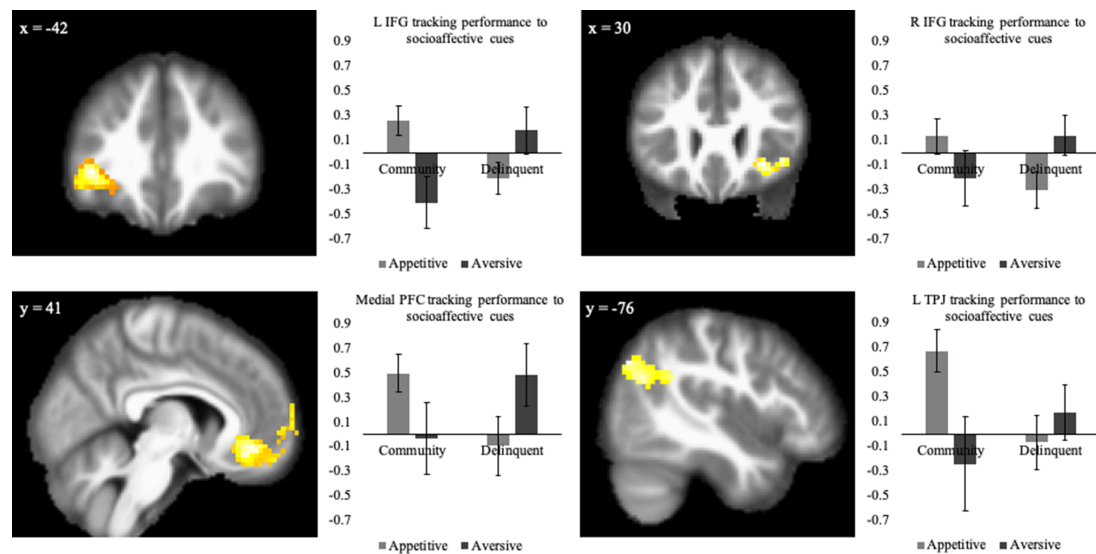 x = -42
L IFG tracking performance to
socioaffective cues
0.9
0.7
0.5
0.3
0.1
-0.1
-0.3
-0.5
-0.7
Community
Delinquent
Appetitive
Aversive
x = 30
R IFG tracking performance to
socioaffective cues
0.9
0.7
0.5
0.3
0.1
-0.1
-0.3
-0.5
-0.7
Community
Delinquent
Appetitive
Aversive
y = 41
Medial PFC tracking performance to
socioaffective cues
0.9
0.7
0.5
0.3
0.1
-0.1
-0.3
-0.5
-0.7
Community
Delinquent
Appetitive
Aversive
y = -76
L TPJ tracking performance to
socioaffective cues
0.9
0.7
0.5
0.3
0.1
-0.1
-0.3
-0.5
-0.7
Community
Delinquent
Appetitive
Aversive